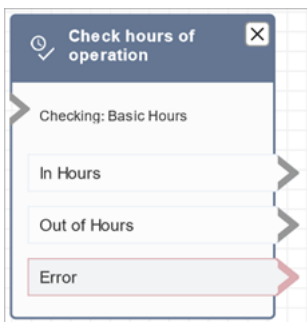 Check hours of
operation
Checking: Basic Hours
In Hours
Out of Hours
Error